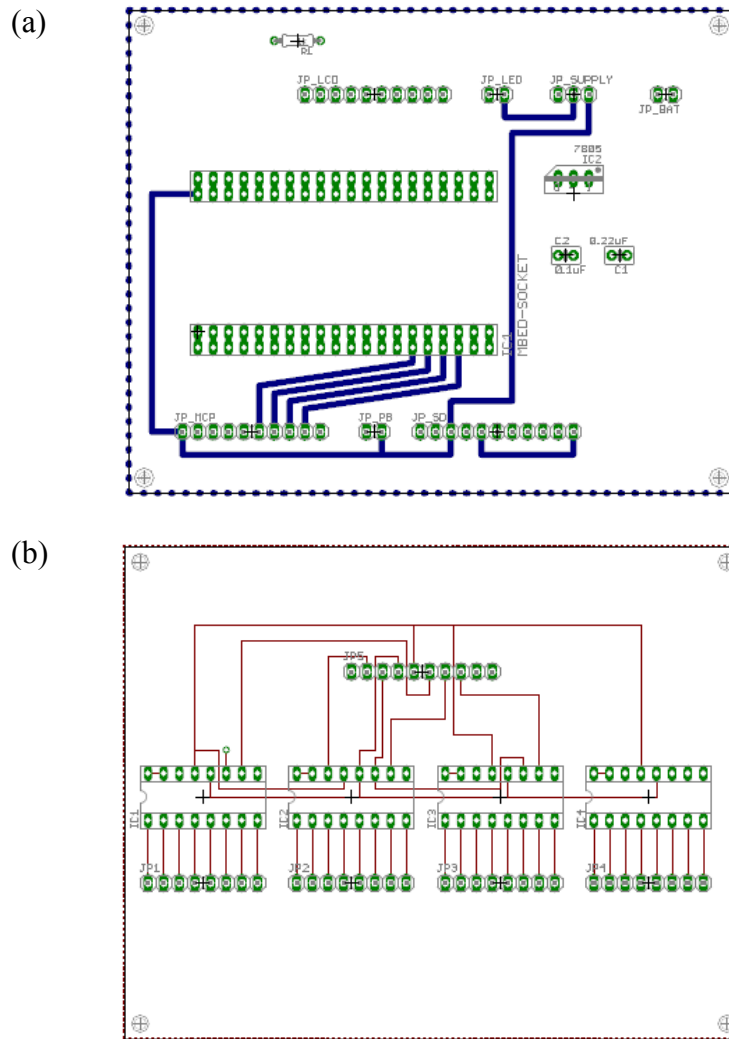 (a)
R1
JP_LCD JP_LED JP_SUPPLY
JP_BAT
7805
IC2
C2 0.22uF
0.1uF C1
IC1
MBED-SOCKET
JP_MCP JP_PB JP_SD
(b)
JP5
IC1 IC2 IC3 IC4
JP1 JP2 JP3 JP4